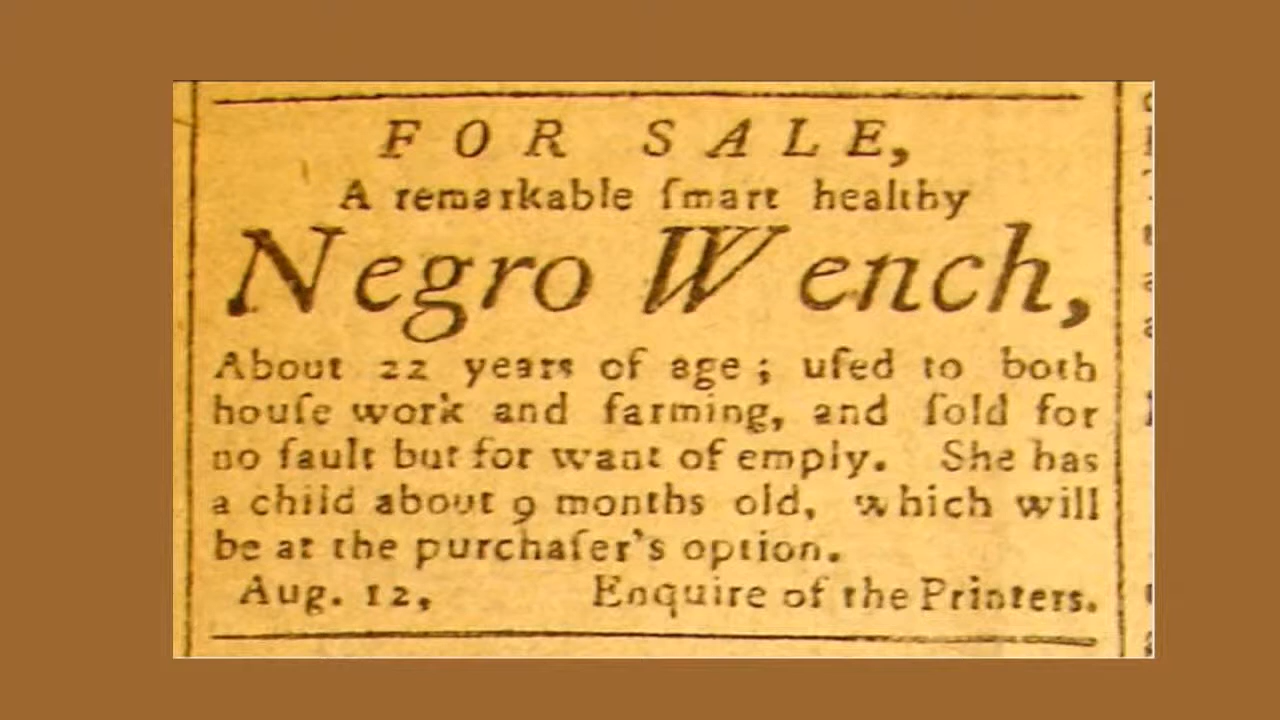 FOR SALE,
A remarkable ſmart healthy
Negro Wench,
About 22 years of age; uſed to both
houſe work and farming, and ſold for
no fault but for want of employ. She has
a child about 9 months old, which will
be at the purchaſer's option.
Aug. 12, Enquire of the Printers.